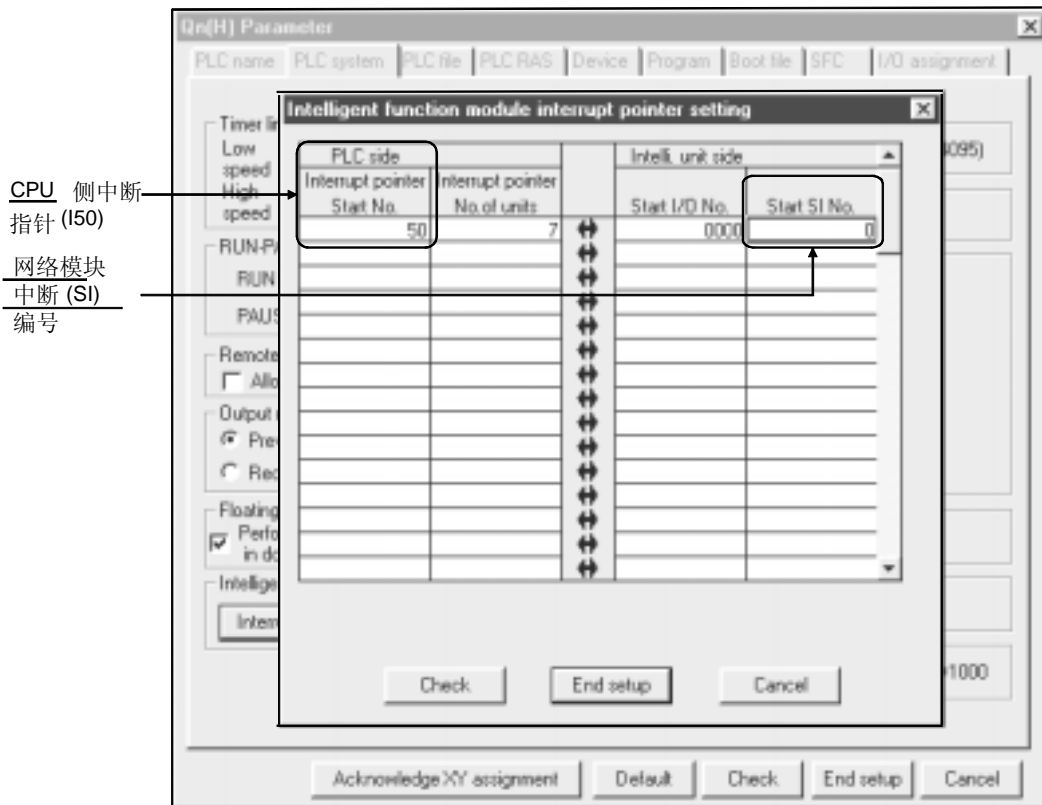 Qn(H) Parameter
PLC name PLC system PLC file PLC RAS Device Program Boot file SFC I/O assignment
Intelligent function module interrupt pointer setting
Timer
Low
speed
High
speed
4095)
PLC side
Intelli. unit side
Interrupt pointer
Start No.
Interrupt pointer
No. of units
Start I/O No.
Start SI No.
50 7 0000 0
CPU 侧中断
指针 (I50)
网络模块
中断 (SI)
编号
RUN-PA
RUN
PAUS
Remote
Allo
Output
Prev
Rec
Floating
Perfo
in do
Intellige
Interr
1000
Check End setup Cancel
Acknowledge XY assignment Default Check End setup Cancel